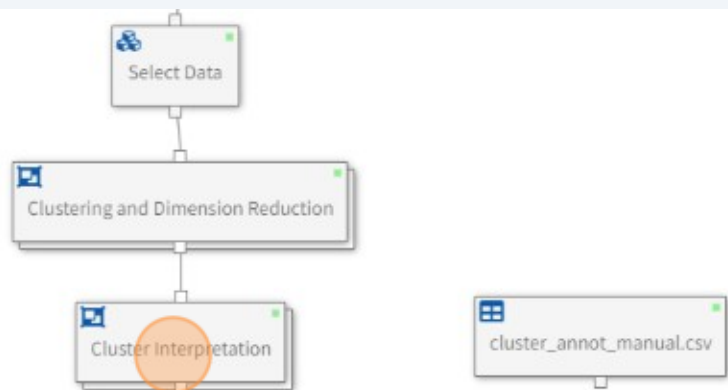 Select Data
Clustering and Dimension Reduction
Cluster Interpretation
cluster_annot_manual.csv